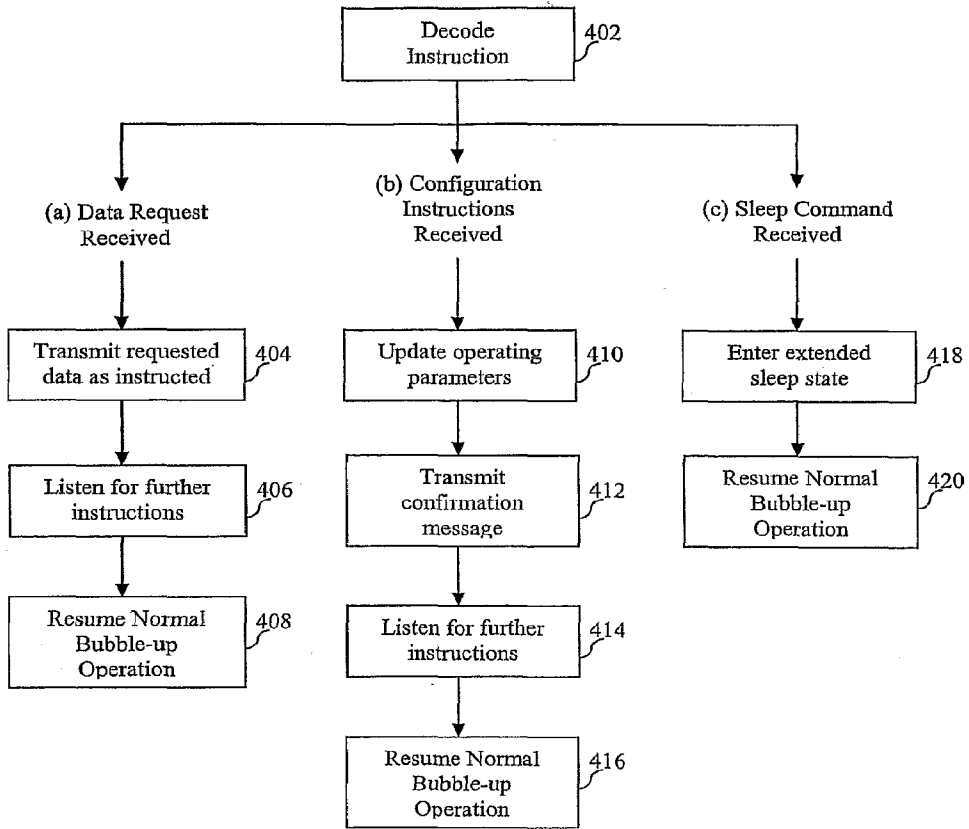 Decode
Instruction
402
(a) Data Request
Received
(b) Configuration
Instructions
Received
(c) Sleep Command
Received
Transmit requested
data as instructed
404
Update operating
parameters
410
Enter extended
sleep state
418
Listen for further
instructions
406
Transmit
confirmation
message
412
Resume Normal
Bubble-up
Operation
420
Resume Normal
Bubble-up
Operation
408
Listen for further
instructions
414
Resume Normal
Bubble-up
Operation
416